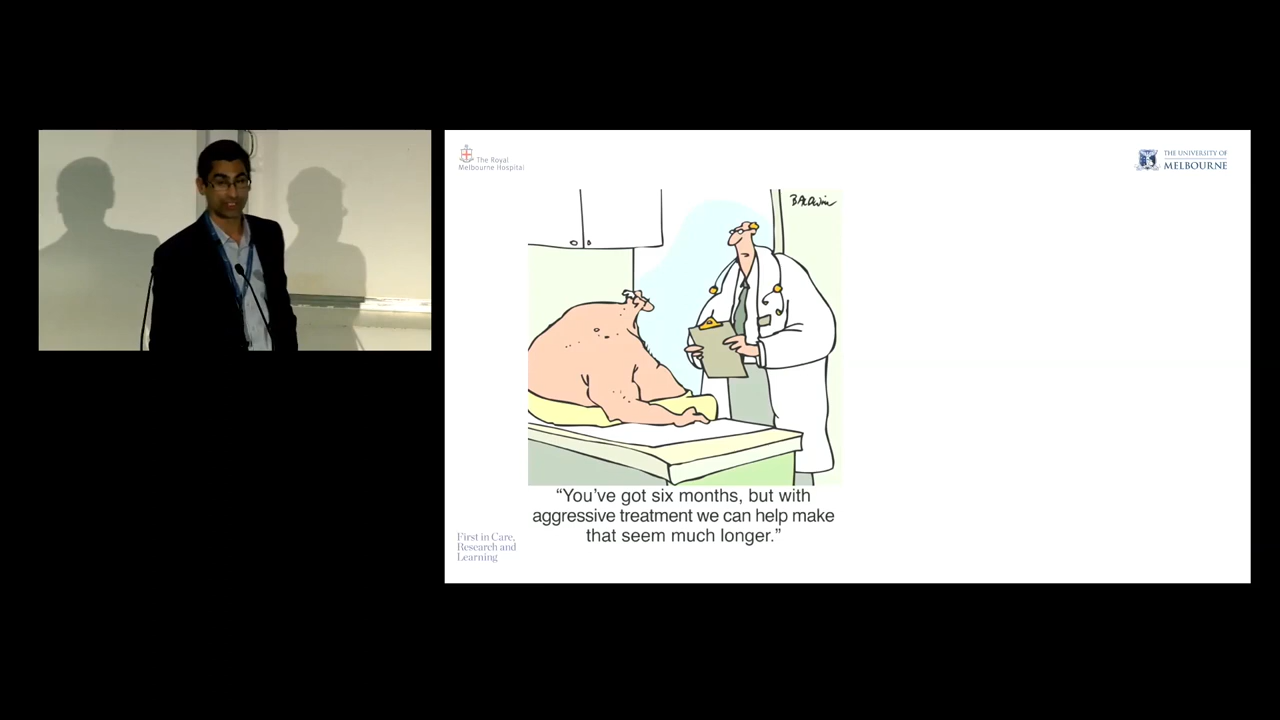 The Royal
Melbourne Hospital
THE UNIVERSITY OF
MELBOURNE
BALDWIN
“You’ve got six months, but with
aggressive treatment we can help make
that seem much longer.”
First in Care,
Research and
Learning